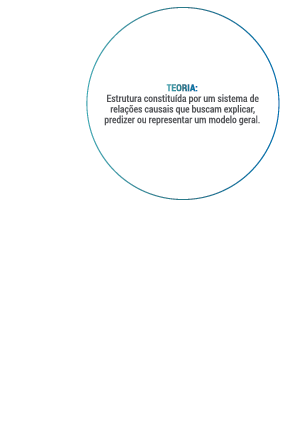 TEORIA:
Estrutura constituída por um sistema de
relações causais que buscam explicar,
predizer ou representar um modelo geral.